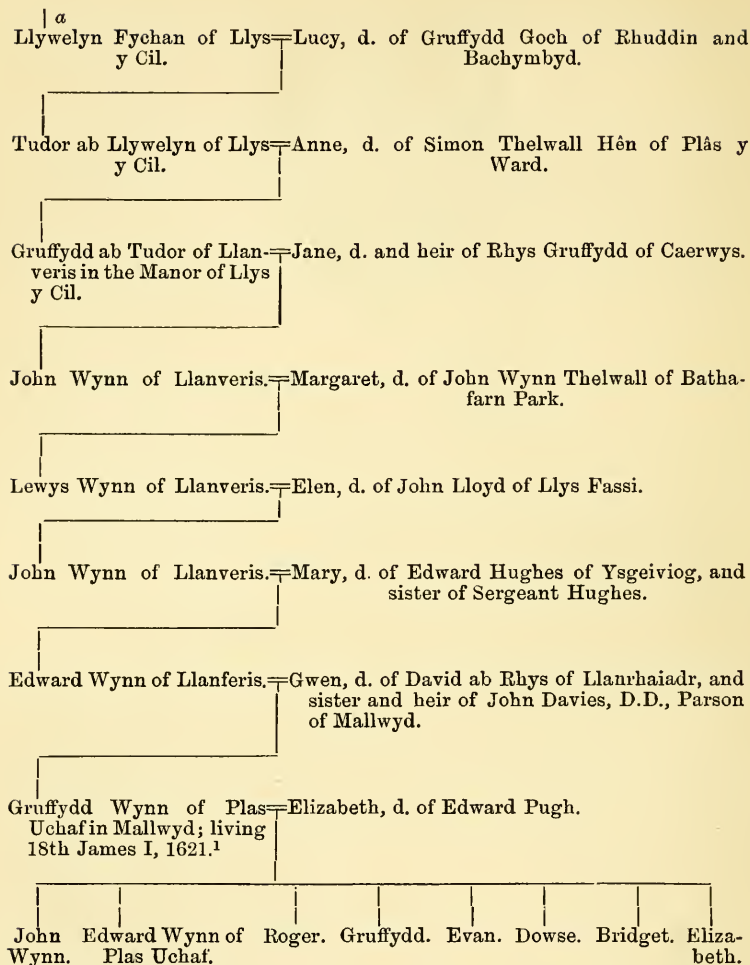 a
Llywelyn Fychan of Llys y Cil.
Lucy, d. of Gruffydd Goch of Rhuddin and Bachymbyd.
Tudor ab Llywelyn of Llys y Cil.
Anne, d. of Simon Thelwall Hên of Plâs y Ward.
Gruffydd ab Tudor of Llan-
veris in the Manor of Llys
y Cil.
Jane, d. and heir of Rhys Gruffydd of Caerwys.
John Wynn of Llanveris.
Margaret, d. of John Wynn Thelwall of Batha-
farn Park.
Lewys Wynn of Llanveris.
Elen, d. of John Lloyd of Llys Fassi.
John Wynn of Llanveris.
Mary, d. of Edward Hughes of Ysgeiviog, and
sister of Sergeant Hughes.
Edward Wynn of Llanferis.
Gwen, d. of David ab Rhys of Llanrhaiadr, and
sister and heir of John Davies, D.D., Parson
of Mallwyd.
Gruffydd Wynn of Plas
Uchaf in Mallwyd; living
18th James I, 1621.¹
Elizabeth, d. of Edward Pugh.
John
Wynn.
Edward Wynn of
Plas Uchaf.
Roger.
Gruffydd.
Evan.
Dowse.
Bridget.
Eliza-
beth.